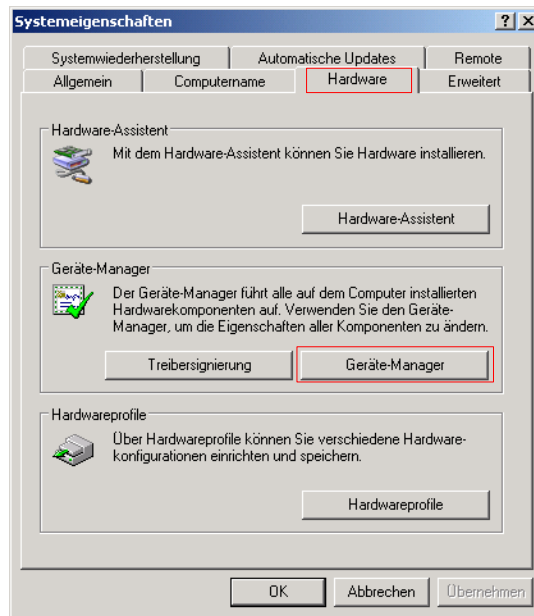 Systemeigenschaften
Systemwiederherstellung Automatische Updates Remote
Allgemein Computername Hardware Erweitert
Hardware-Assistent
Mit dem Hardware-Assistent können Sie Hardware installieren.
Hardware-Assistent
Geräte-Manager
Der Geräte-Manager führt alle auf dem Computer installierten
Hardwarekomponenten auf. Verwenden Sie den Geräte-
Manager, um die Eigenschaften aller Komponenten zu ändern.
Treibersignierung Geräte-Manager
Hardwareprofile
Über Hardwareprofile können Sie verschiedene Hardware-
konfigurationen einrichten und speichern.
Hardwareprofile
OK Abbrechen Übernehmen